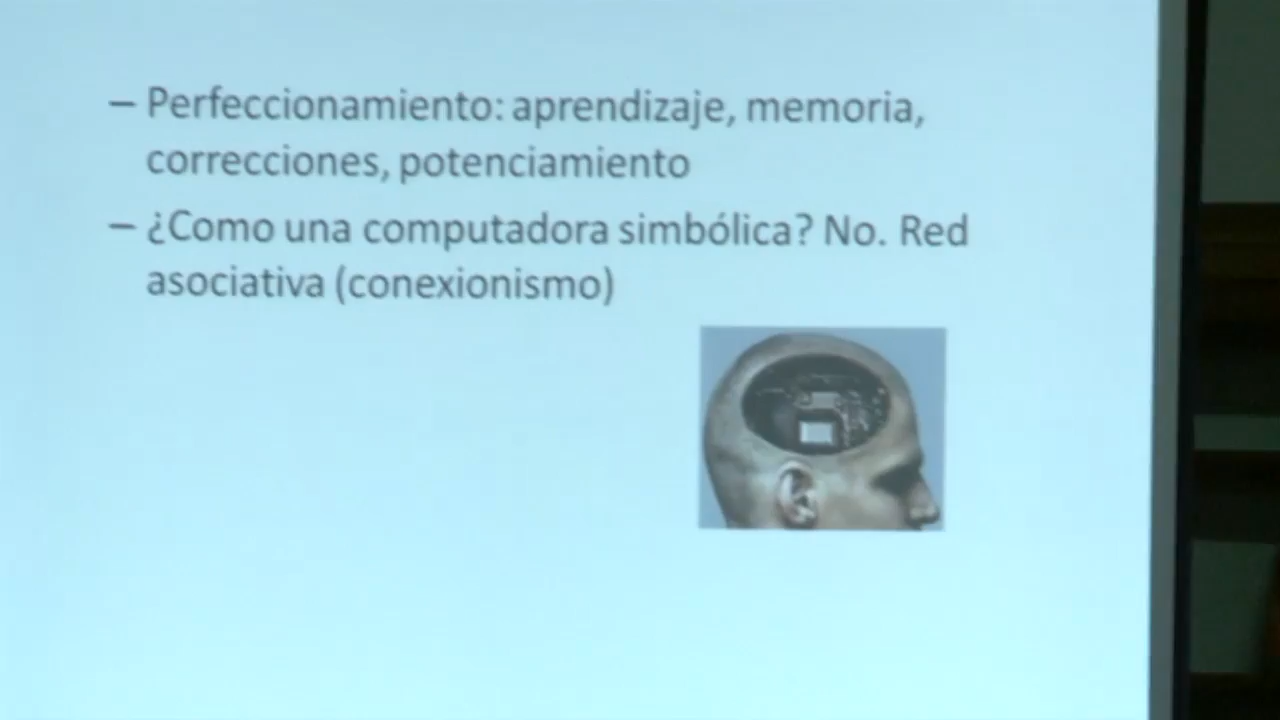 – Perfeccionamiento: aprendizaje, memoria,
correcciones, potenciamiento
– ¿Como una computadora simbólica? No. Red
asociativa (conexionismo)